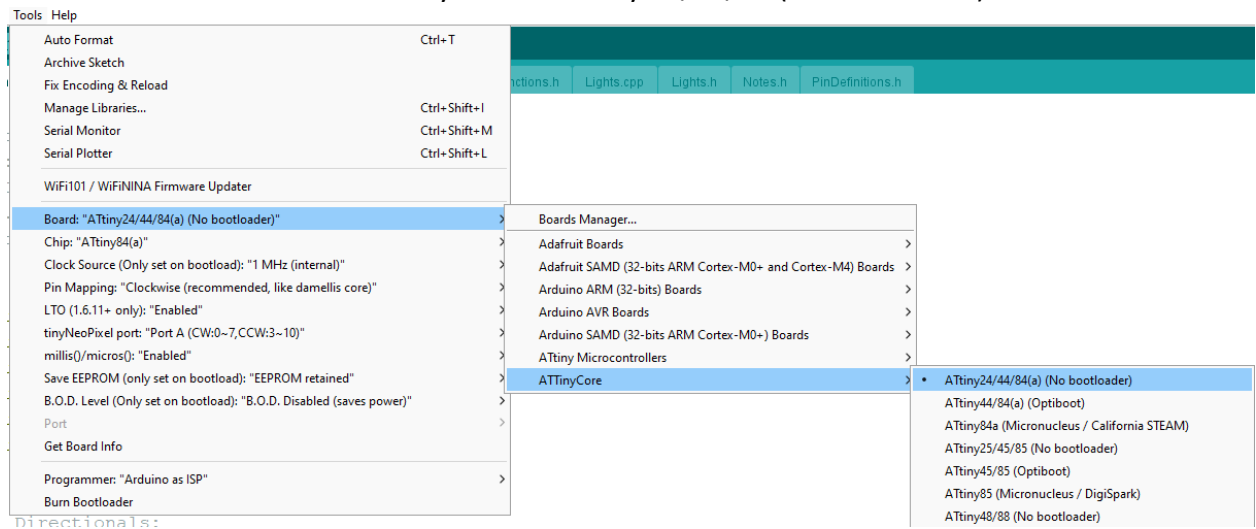 Tools Help
Auto Format Ctrl+T
Archive Sketch
Fix Encoding & Reload
Manage Libraries... Ctrl+Shift+I
Serial Monitor Ctrl+Shift+M
Serial Plotter Ctrl+Shift+L
WiFi101 / WiFiNINA Firmware Updater
Board: "ATtiny24/44/84(a) (No bootloader)"
Chip: "ATtiny84(a)"
Clock Source (Only set on bootload): "1 MHz (internal)"
Pin Mapping: "Clockwise (recommended, like damellis core)"
LTO (1.6.11+ only): "Enabled"
tinyNeoPixel port: "Port A (CW:0~7,CCW:3~10)"
millis()/micros(): "Enabled"
Save EEPROM (only set on bootload): "EEPROM retained"
B.O.D. Level (Only set on bootload): "B.O.D. Disabled (saves power)"
Port
Get Board Info
Programmer: "Arduino as ISP"
Burn Bootloader
Directionals:
nctions.h Lights.cpp Lights.h Notes.h PinDefinitions.h
Boards Manager...
Adafruit Boards
Adafruit SAMD (32-bits ARM Cortex-M0+ and Cortex-M4) Boards
Arduino ARM (32-bits) Boards
Arduino AVR Boards
Arduino SAMD (32-bits ARM Cortex-M0+) Boards
ATtiny Microcontrollers
ATTinyCore
ATtiny24/44/84(a) (No bootloader)
ATtiny44/84(a) (Optiboot)
ATtiny84a (Micronucleus / California STEAM)
ATtiny25/45/85 (No bootloader)
ATtiny45/85 (Optiboot)
ATtiny85 (Micronucleus / DigiSpark)
ATtiny48/88 (No bootloader)